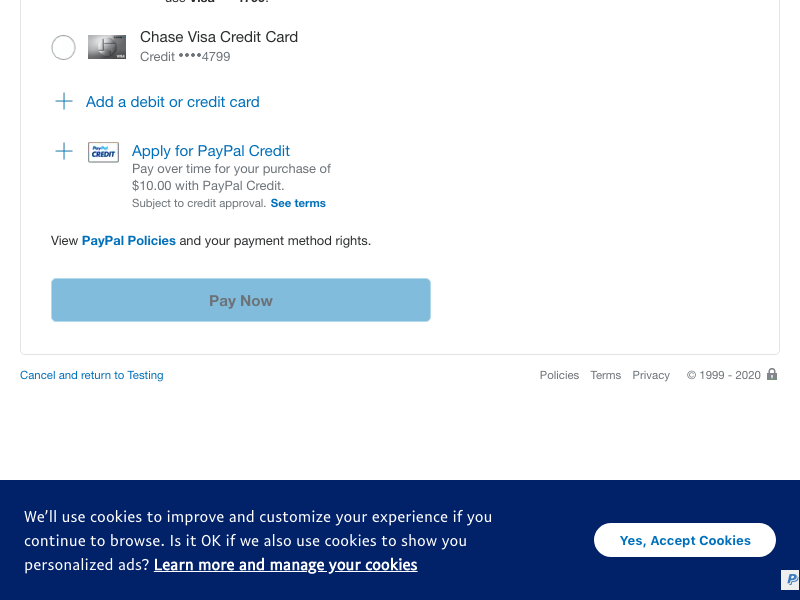 Chase Visa Credit Card
Credit ••••4799
Add a debit or credit card
PayPal
CREDIT
Apply for PayPal Credit
Pay over time for your purchase of
$10.00 with PayPal Credit.
Subject to credit approval. See terms
View PayPal Policies and your payment method rights.
Pay Now
Cancel and return to Testing
Policies Terms Privacy © 1999 - 2020
We’ll use cookies to improve and customize your experience if you
continue to browse. Is it OK if we also use cookies to show you
personalized ads? Learn more and manage your cookies
Yes, Accept Cookies